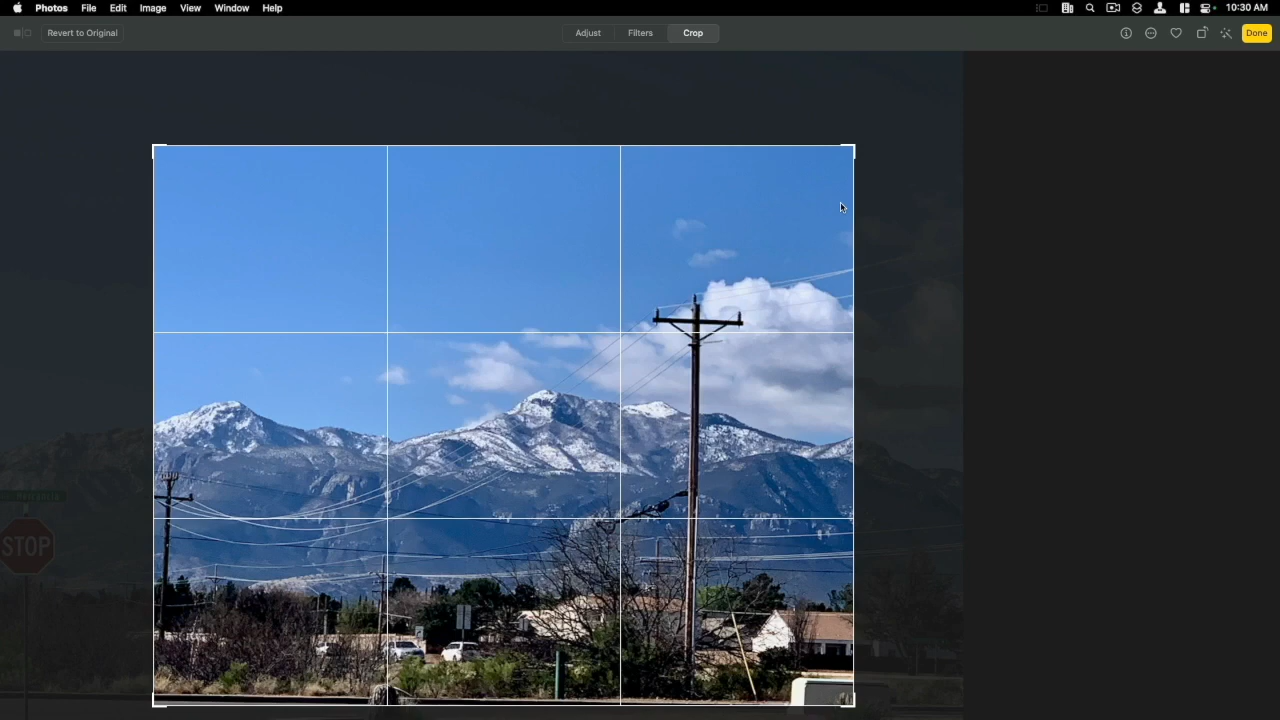 Photos File Edit Image View Window Help 10:30 AM
Revert to Original Adjust Filters Crop Done
STOP